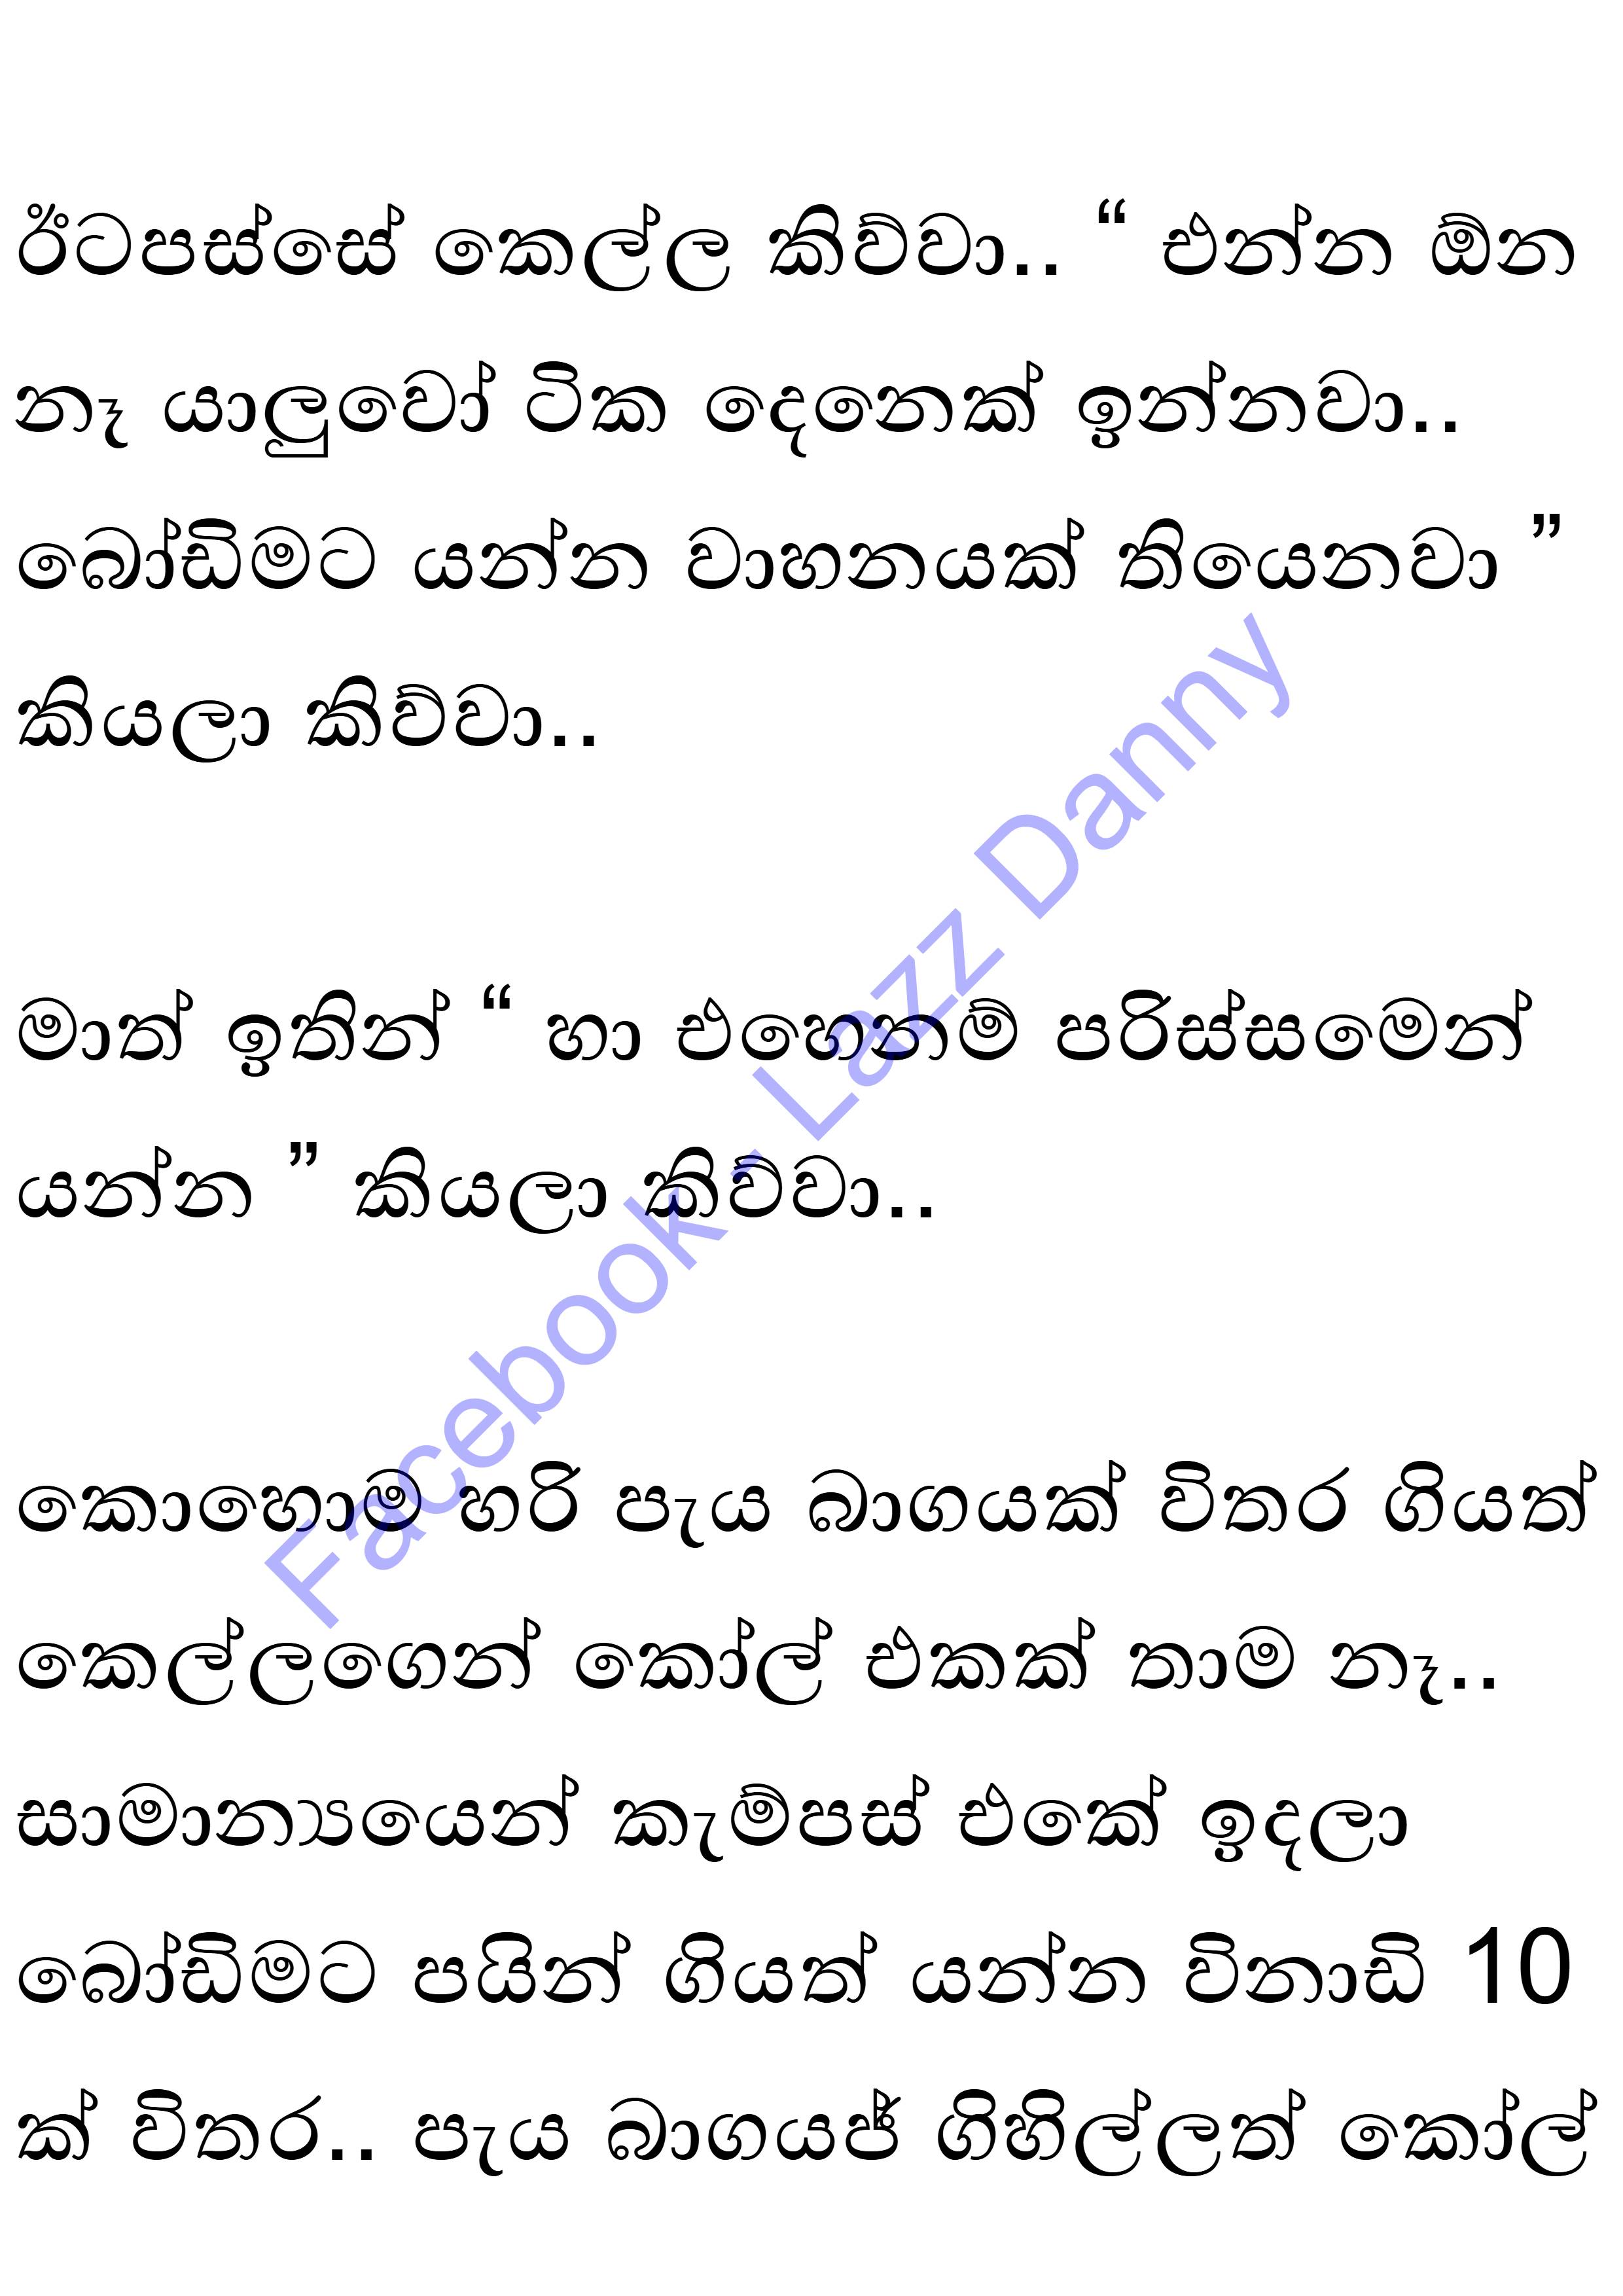 ඊටපස්සේ කෙල්ල කිව්වා.. “ එන්න ඕන
නෑ යාලුවෝ ටික දෙනෙක් ඉන්නවා..
බෝඩිමට යන්න වාහනයක් තියෙනවා ”
කියලා කිව්වා..
මාත් ඉතින් “ හා එහෙනම් පරිස්සමෙන්
යන්න ” කියලා කිව්වා..
කොහොම හරි පැය බාගයක් විතර ගියත්
කෙල්ලගෙන් කෝල් එකක් තාම නෑ..
සාමාන්‍යයෙන් කැම්පස් එකේ ඉදලා
බෝඩිමට පයින් ගියත් යන්න විනාඩි 10
ක් විතර.. පැය බාගයජ් ගිහිල්ලත් කෝල්
Facebook - Lazz Danny